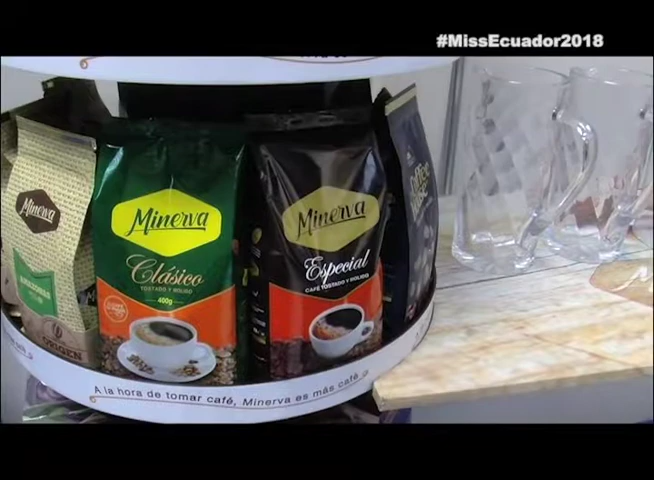 #MissEcuador2018
Minerva
ORIGEN
Minerva
Clásico
TOSTADO Y MOLIDO
400g
Minerva
Especial
CAFÉ TOSTADO Y MOLIDO
Coffee
A la hora de tomar café, Minerva es más café.